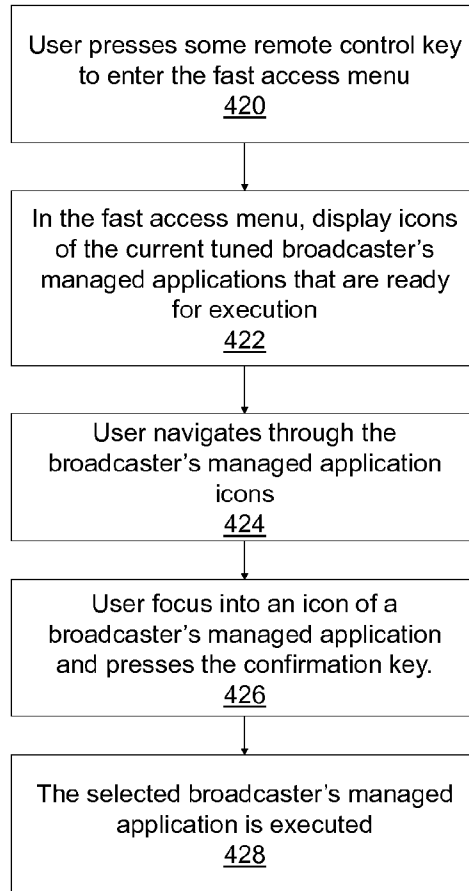 User presses some remote control key
to enter the fast access menu
420
In the fast access menu, display icons
of the current tuned broadcaster's
managed applications that are ready
for execution
422
User navigates through the
broadcaster's managed application
icons
424
User focus into an icon of a
broadcaster's managed application
and presses the confirmation key.
426
The selected broadcaster's managed
application is executed
428